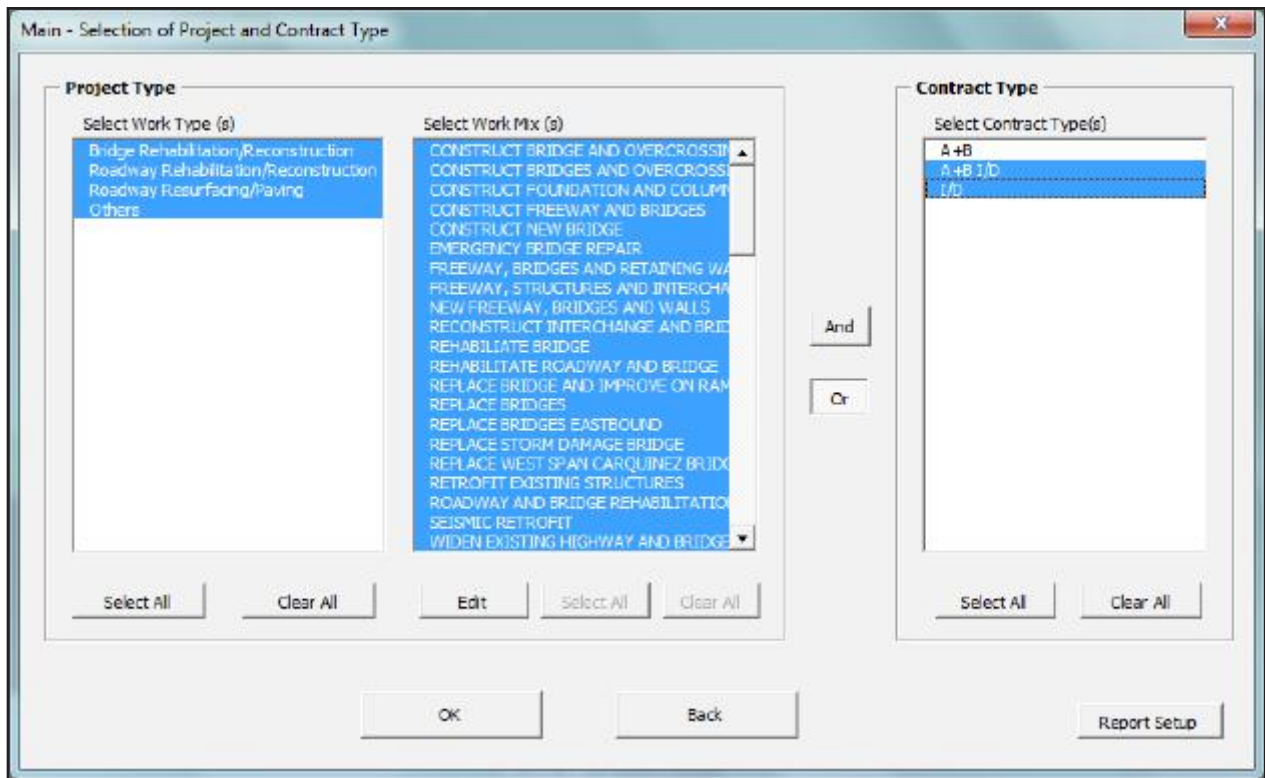 Main - Selection of Project and Contract Type
Project Type
Select Work Type (s)
Bridge Rehabilitation/Reconstruction
Roadway Rehabilitation/Reconstruction
Roadway Resurfacing/Paving
Others
Select All
Clear All
Select Work Mix (s)
CONSTRUCT BRIDGE AND OVERCROSSIN
CONSTRUCT BRIDGES AND OVERCROSSI
CONSTRUCT FOUNDATION AND COLUMN
CONSTRUCT FREEWAY AND BRIDGES
CONSTRUCT NEW BRIDGE
EMERGENCY BRIDGE REPAIR
FREEWAY, BRIDGES AND RETAINING WA
FREEWAY, STRUCTURES AND INTERCHA
NEW FREEWAY, BRIDGES AND WALLS
RECONSTRUCT INTERCHANGE AND BRID
REHABILIATE BRIDGE
REHABILITATE ROADWAY AND BRIDGE
REPLACE BRIDGE AND IMPROVE ON RAM
REPLACE BRIDGES
REPLACE BRIDGES EASTBOUND
REPLACE STORM DAMAGE BRIDGE
REPLACE WEST SPAN CARQUINEZ BRIDG
RETROFIT EXISTING STRUCTURES
ROADWAY AND BRIDGE REHABILITATIO
SEISMIC RETROFIT
WIDEN EXISTING HIGHWAY AND BRIDGE
Edit
Select All
Clear All
And
Or
Contract Type
Select Contract Type(s)
A+B
A+B I/D
I/D
Select All
Clear All
OK
Back
Report Setup